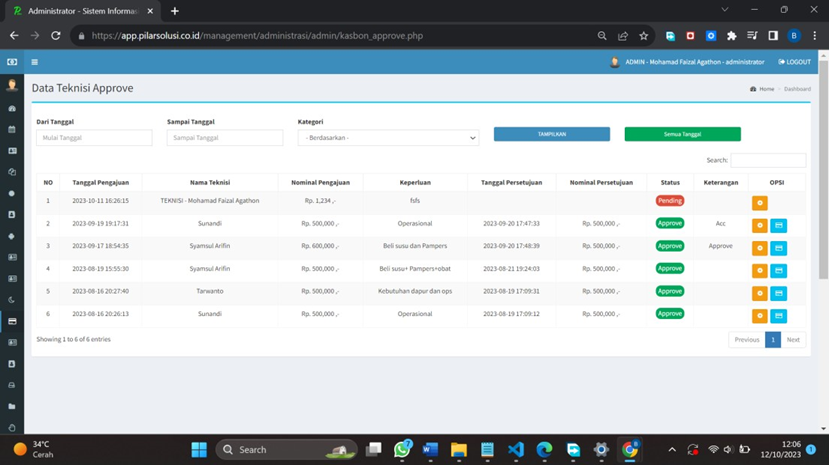 Administrator - Sistem Informas
https://app.pilarsolusi.co.id/management/administrasi/admin/kasbon_approve.php
B
ADMIN - Mohamad Faizal Agathon - administrator LOGOUT
Data Teknisi Approve
Home Dashboard
Dari Tanggal Sampai Tanggal Kategori
Mulai Tanggal Sampai Tanggal - Berdasarkan - TAMPILKAN Semua Tanggal
Search:
NO Tanggal Pengajuan Nama Teknisi Nominal Pengajuan Keperluan Tanggal Persetujuan Nominal Persetujuan Status Keterangan OPSI
1 2023-10-11 16:26:15 TEKNISI - Mohamad Faizal Agathon Rp. 1,234 ,- Pending
2 2023-09-19 19:17:31 Sunandi Rp. 500,000 ,- Operasional 2023-09-20 17:47:33 Rp. 500,000 ,- Approve Acc
3 2023-09-17 18:54:35 Syamsul Arifin Rp. 600,000 ,- Beli susu dan Pampers 2023-09-20 17:48:39 Rp. 500,000 ,- Approve Approve
4 2023-08-19 15:55:30 Syamsul Arifin Rp. 500,000 ,- Beli susu+ Pampers+obat 2023-08-21 19:24:03 Rp. 500,000 ,- Approve
5 2023-08-16 20:27:40 Tarwanto Rp. 500,000 ,- Kebutuhan dapur dan ops 2023-08-19 17:09:31 Rp. 500,000 ,- Approve
6 2023-08-16 20:26:13 Sunandi Rp. 500,000 ,- Operasional 2023-08-19 17:09:12 Rp. 500,000 ,- Approve
Showing 1 to 6 of 6 entries Previous 1 Next
34°C
Cerah
Search
7
12:06
12/10/2023
1